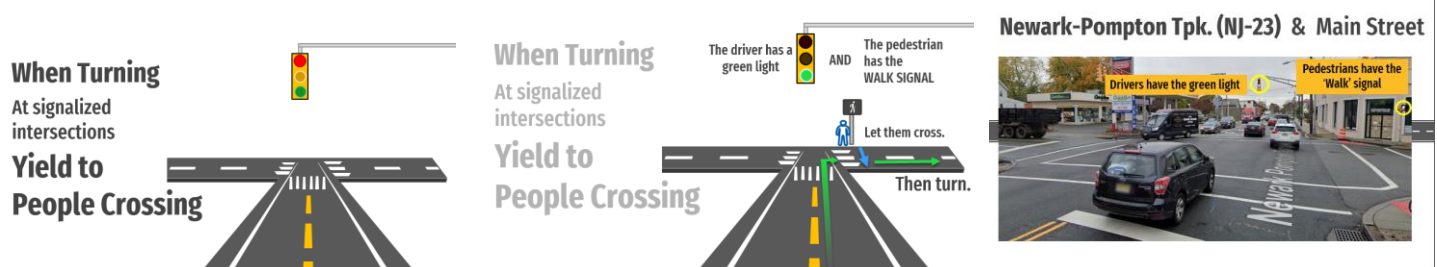 When Turning
At signalized
intersections
Yield to
People Crossing
When Turning
At signalized
intersections
Yield to
People Crossing
The driver has a
green light
AND
The pedestrian
has the
WALK SIGNAL
Let them cross.
Then turn.
Newark-Pompton Tpk. (NJ-23) & Main Street
Drivers have the green light
Pedestrians have the
'Walk' signal
Newark